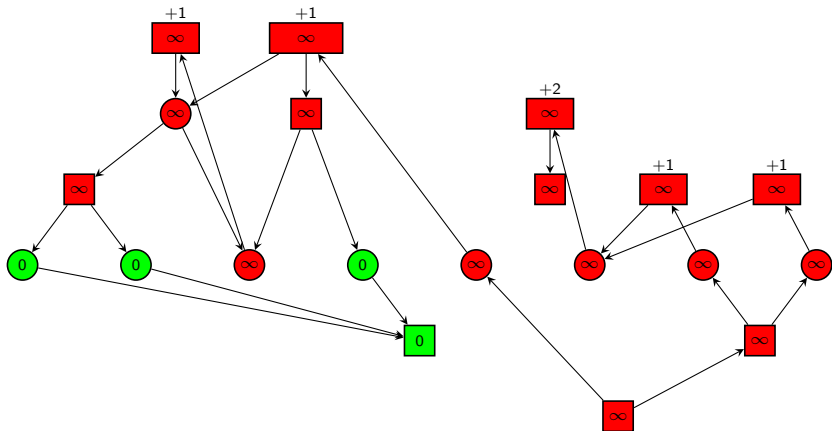 +1 +1
∞ ∞
+2
∞ ∞ ∞
+1 +1
∞ ∞ ∞ ∞
0 0 ∞ 0 ∞ ∞ ∞ ∞
0 ∞
∞